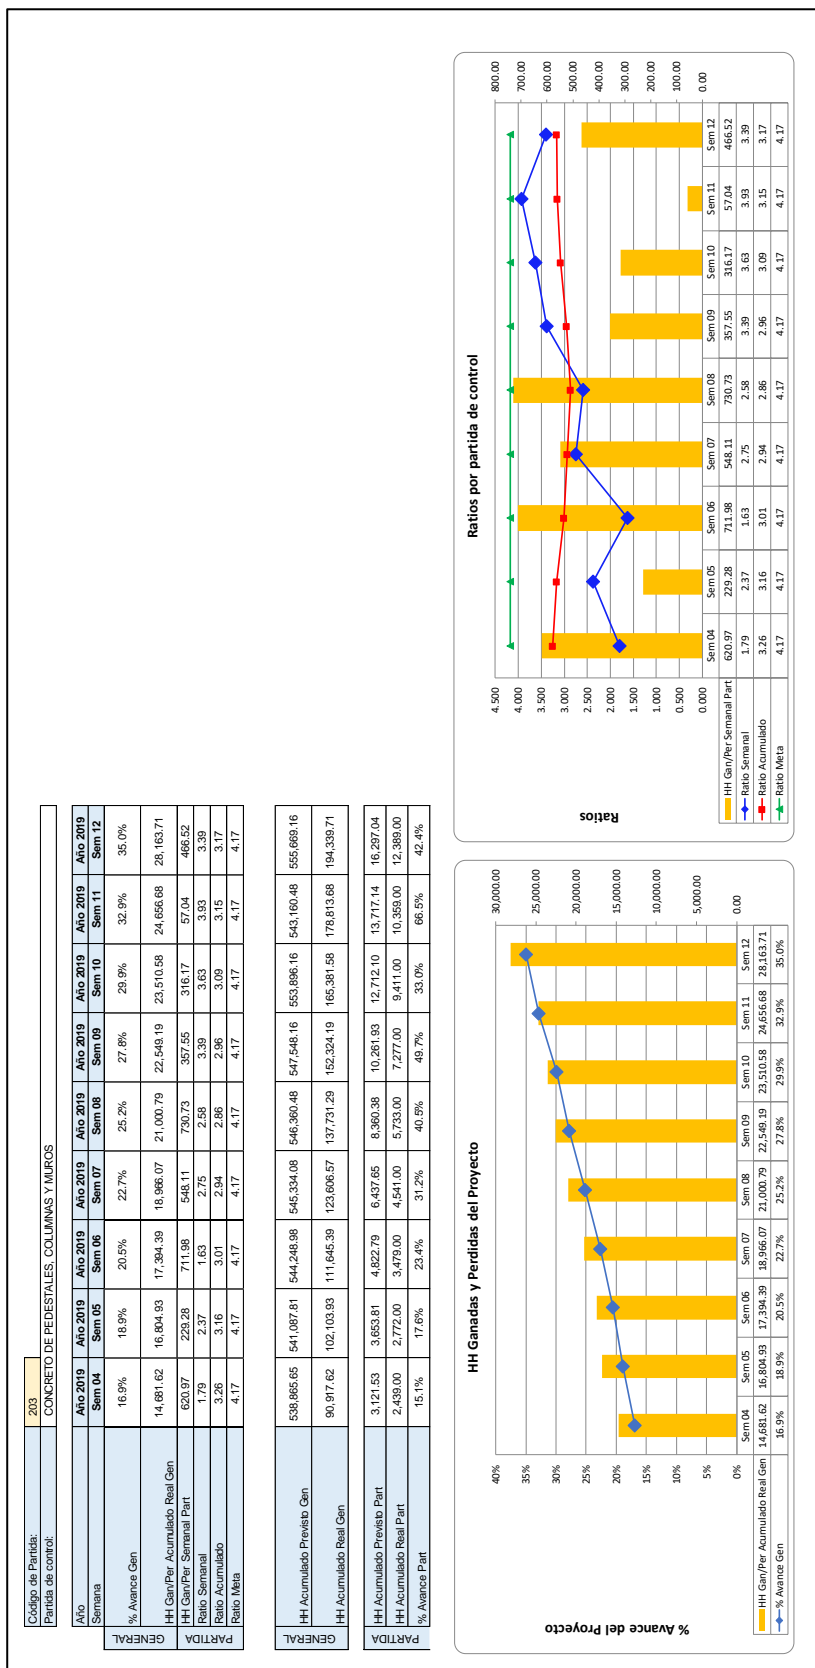 Código de Partida: 203
Partida de control: CONCRETO DE PEDESTALES, COLUMNAS Y MUROS
Año Año 2019 Año 2019 Año 2019 Año 2019 Año 2019 Año 2019 Año 2019 Año 2019 Año 2019
Semana Sem 04 Sem 05 Sem 06 Sem 07 Sem 08 Sem 09 Sem 10 Sem 11 Sem 12
GENERAL
% Avance Gen 16.9% 18.9% 20.5% 22.7% 25.2% 27.8% 29.9% 32.9% 35.0%
HH Gan/Per Acumulado Real Gen 14,681.62 16,804.93 17,394.39 18,966.07 21,000.79 22,549.19 23,510.58 24,656.68 28,163.71
PARTIDA
HH Gan/Per Semanal Part 620.97 229.28 711.98 548.11 730.73 357.55 316.17 57.04 466.52
Ratio Semanal 1.79 2.37 1.63 2.75 2.58 3.39 3.63 3.93 3.39
Ratio Acumulado 3.26 3.16 3.01 2.94 2.86 2.96 3.09 3.15 3.17
Ratio Meta 4.17 4.17 4.17 4.17 4.17 4.17 4.17 4.17 4.17
GENERAL
HH Acumulado Previsto Gen 538,865.65 541,087.81 544,248.98 545,334.08 546,360.48 547,548.16 553,896.16 543,160.48 555,669.16
HH Acumulado Real Gen 90,917.62 102,103.93 111,645.39 123,606.57 137,731.29 152,324.19 165,381.58 178,813.68 194,339.71
PARTIDA
HH Acumulado Previsto Part 3,121.53 3,653.81 4,822.79 6,437.65 8,360.38 10,261.93 12,712.10 13,717.14 16,297.04
HH Acumulado Real Part 2,439.00 2,772.00 3,479.00 4,541.00 5,733.00 7,277.00 9,411.00 10,359.00 12,389.00
% Avance Part 15.1% 17.6% 23.4% 31.2% 40.5% 49.7% 33.0% 66.5% 42.4%
HH Ganadas y Perdidas del Proyecto
% Avance del Proyecto
40% 30,000.00
35% 25,000.00
30% 20,000.00
25%
20% 15,000.00
15% 10,000.00
10%
5% 5,000.00
0% 0.00
Sem 04 Sem 05 Sem 06 Sem 07 Sem 08 Sem 09 Sem 10 Sem 11 Sem 12
HH Gan/Per Acumulado Real Gen 14,681.62 16,804.93 17,394.39 18,966.07 21,000.79 22,549.19 23,510.58 24,656.68 28,163.71
% Avance Gen 16.9% 18.9% 20.5% 22.7% 25.2% 27.8% 29.9% 32.9% 35.0%
Ratios por partida de control
Ratios
4.500 800.00
4.000 700.00
3.500 600.00
3.000 500.00
2.500 400.00
2.000 300.00
1.500
1.000 200.00
0.500 100.00
0.000 0.00
Sem 04 Sem 05 Sem 06 Sem 07 Sem 08 Sem 09 Sem 10 Sem 11 Sem 12
HH Gan/Per Semanal Part 620.97 229.28 711.98 548.11 730.73 357.55 316.17 57.04 466.52
Ratio Semanal 1.79 2.37 1.63 2.75 2.58 3.39 3.63 3.93 3.39
Ratio Acumulado 3.26 3.16 3.01 2.94 2.86 2.96 3.09 3.15 3.17
Ratio Meta 4.17 4.17 4.17 4.17 4.17 4.17 4.17 4.17 4.17